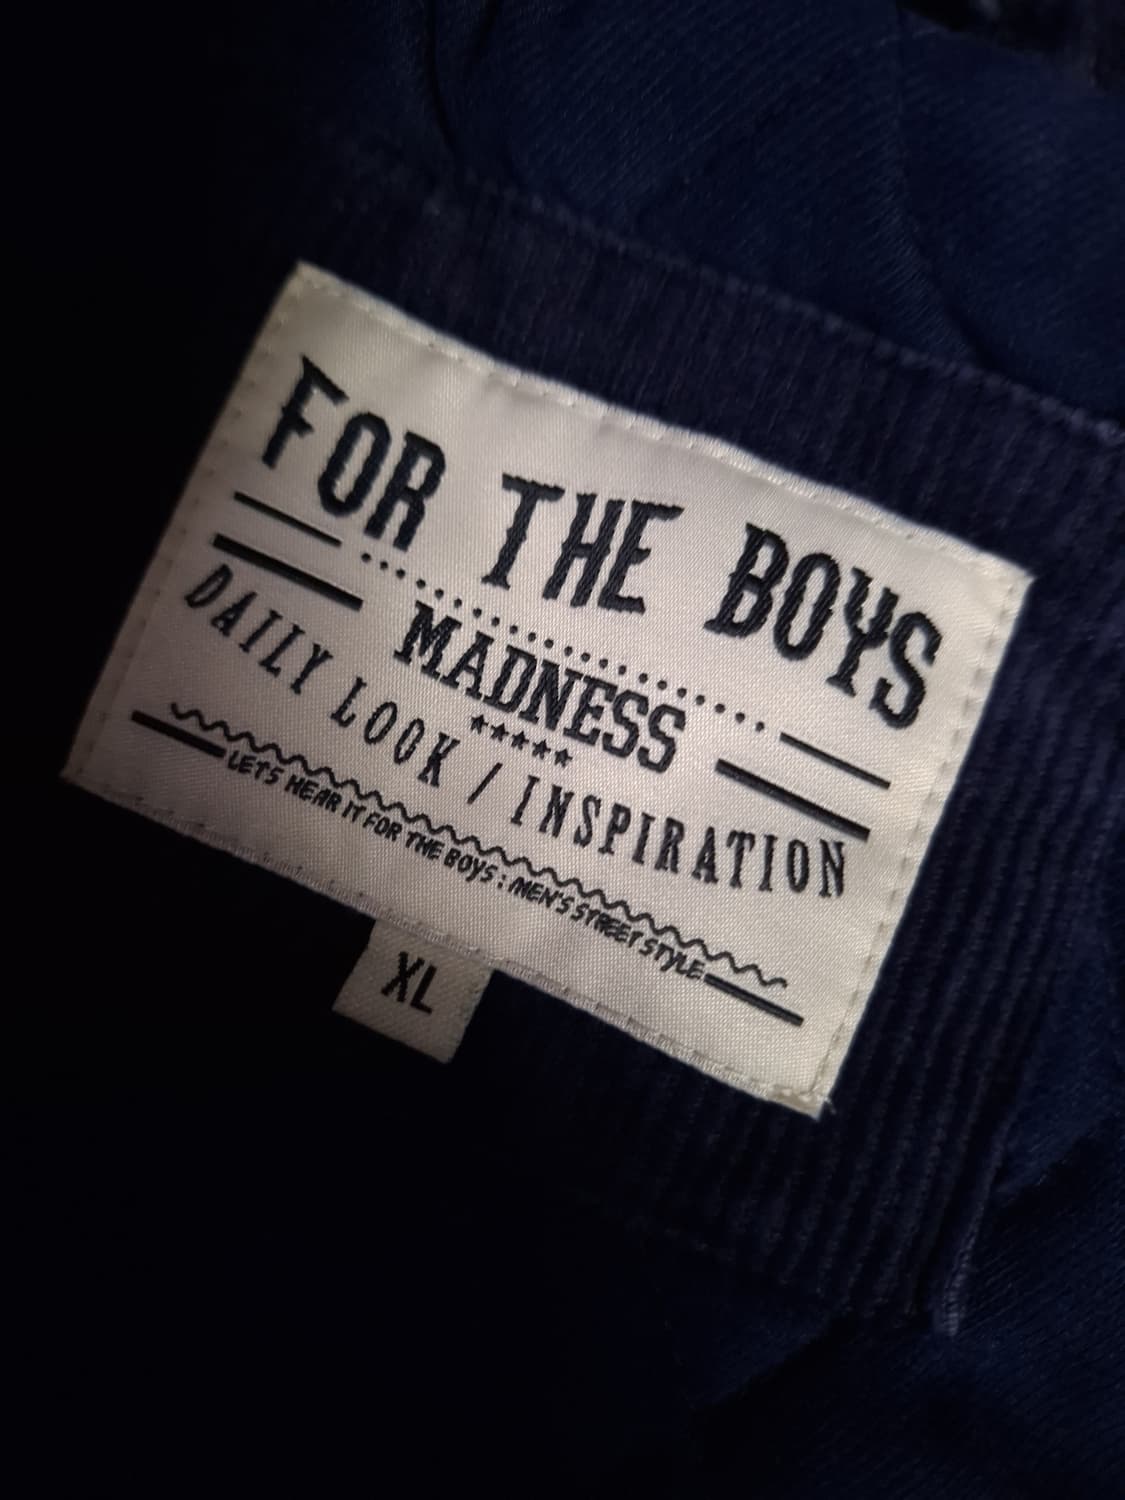 FOR THE BOYS
MADNESS
DAILY LOOK / INSPIRATION
LETS HEAR IT FOR THE BOYS : MEN'S STREET STYLE
XL